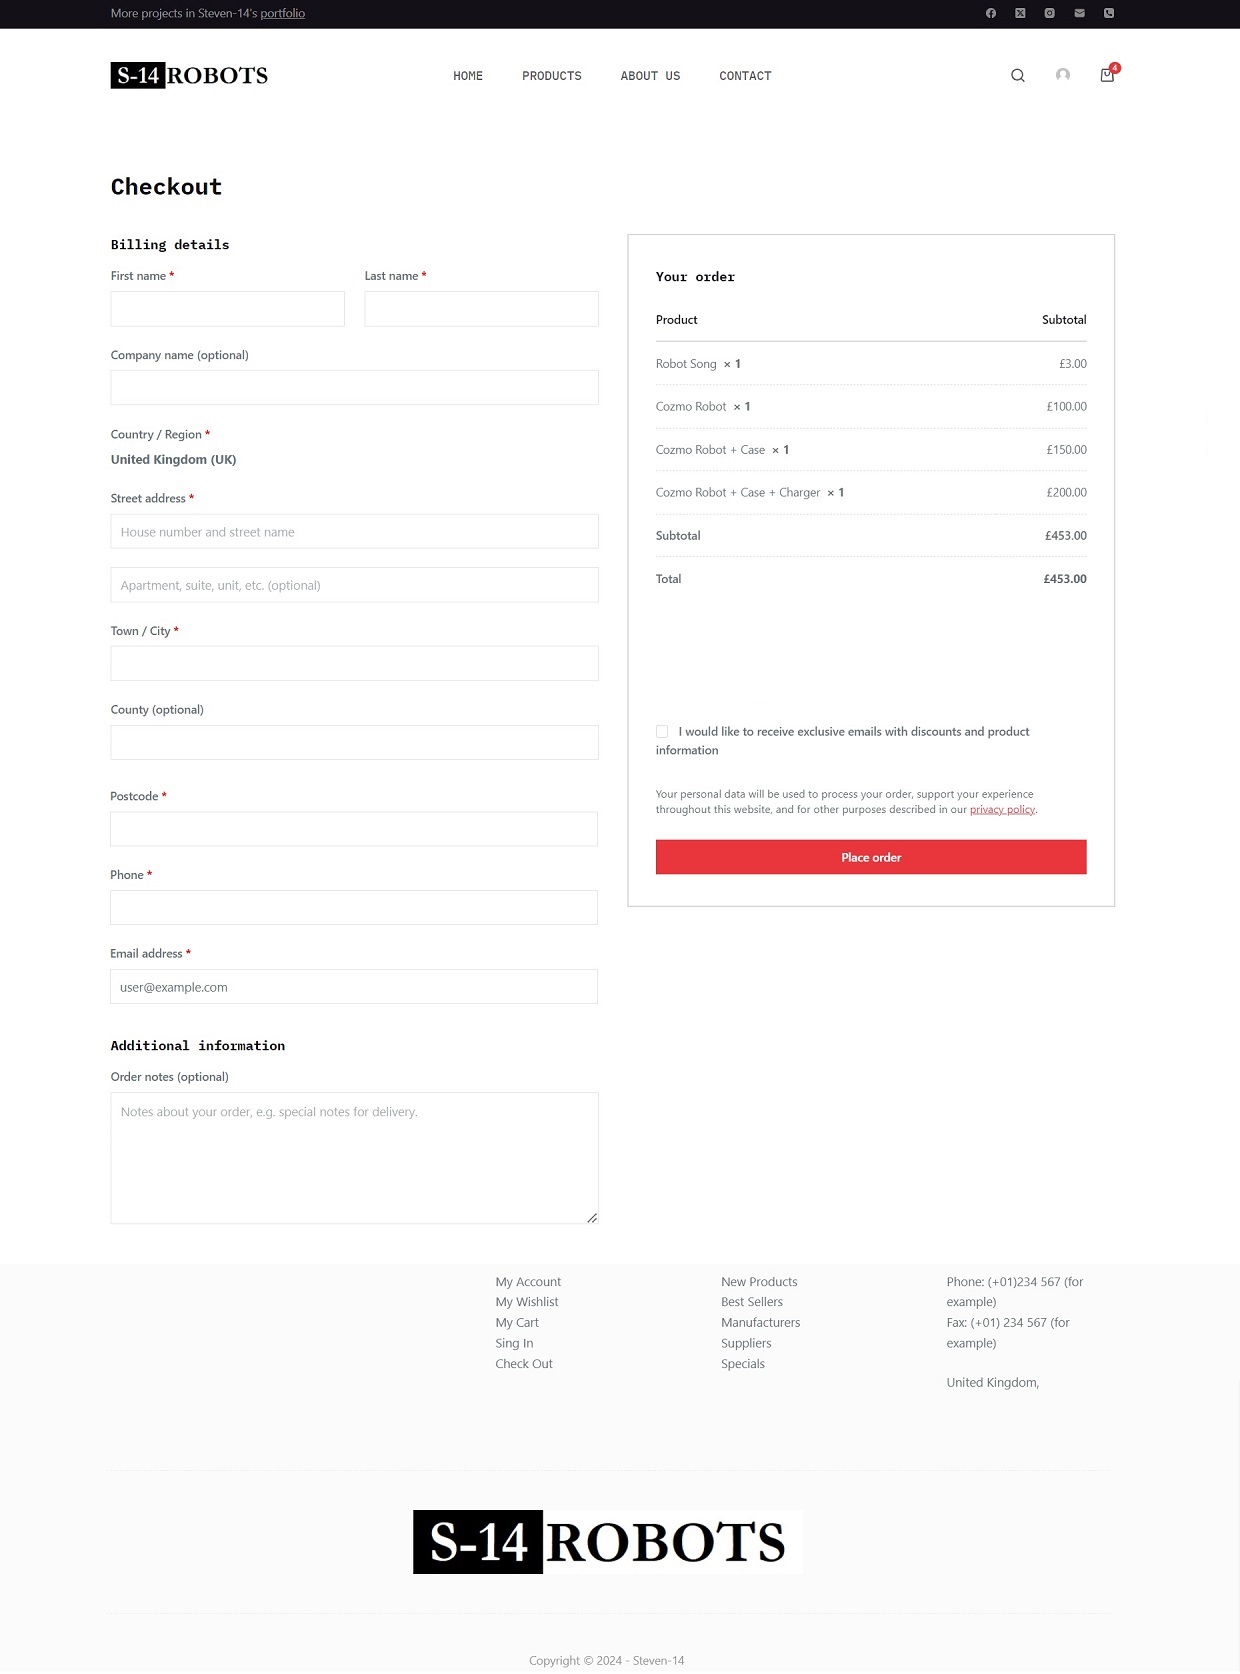 More projects in Steven-14's portfolio
S-14 ROBOTS
HOME PRODUCTS ABOUT US CONTACT
4
Checkout
Billing details
First name * Last name *
Company name (optional)
Country / Region *
United Kingdom (UK)
Street address *
House number and street name
Apartment, suite, unit, etc. (optional)
Town / City *
County (optional)
Postcode *
Phone *
Email address *
user@example.com
Additional information
Order notes (optional)
Notes about your order, e.g. special notes for delivery.
Your order
Product Subtotal
Robot Song × 1 £3.00
Cozmo Robot × 1 £100.00
Cozmo Robot + Case × 1 £150.00
Cozmo Robot + Case + Charger × 1 £200.00
Subtotal £453.00
Total £453.00
I would like to receive exclusive emails with discounts and product
information
Your personal data will be used to process your order, support your experience
throughout this website, and for other purposes described in our privacy policy.
Place order
My Account
My Wishlist
My Cart
Sing In
Check Out
New Products
Best Sellers
Manufacturers
Suppliers
Specials
Phone: (+01)234 567 (for
example)
Fax: (+01) 234 567 (for
example)
United Kingdom,
S-14 ROBOTS
Copyright © 2024 - Steven-14